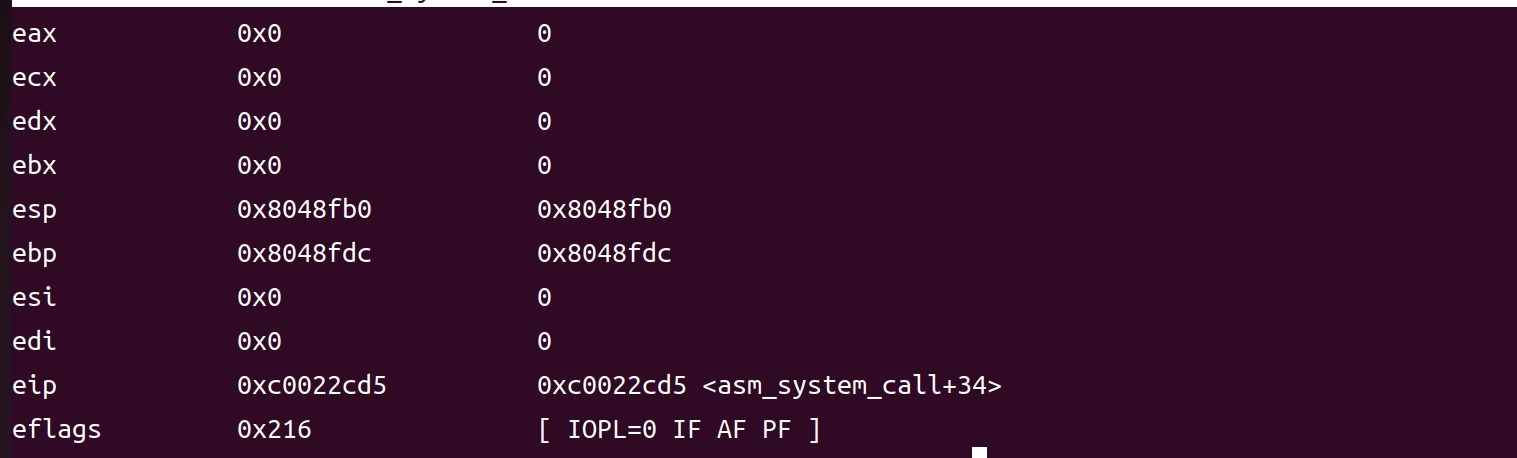 eax 0x0 0
ecx 0x0 0
edx 0x0 0
ebx 0x0 0
esp 0x8048fb0 0x8048fb0
ebp 0x8048fdc 0x8048fdc
esi 0x0 0
edi 0x0 0
eip 0xc0022cd5 0xc0022cd5 <asm_system_call+34>
eflags 0x216 [ IOPL=0 IF AF PF ]